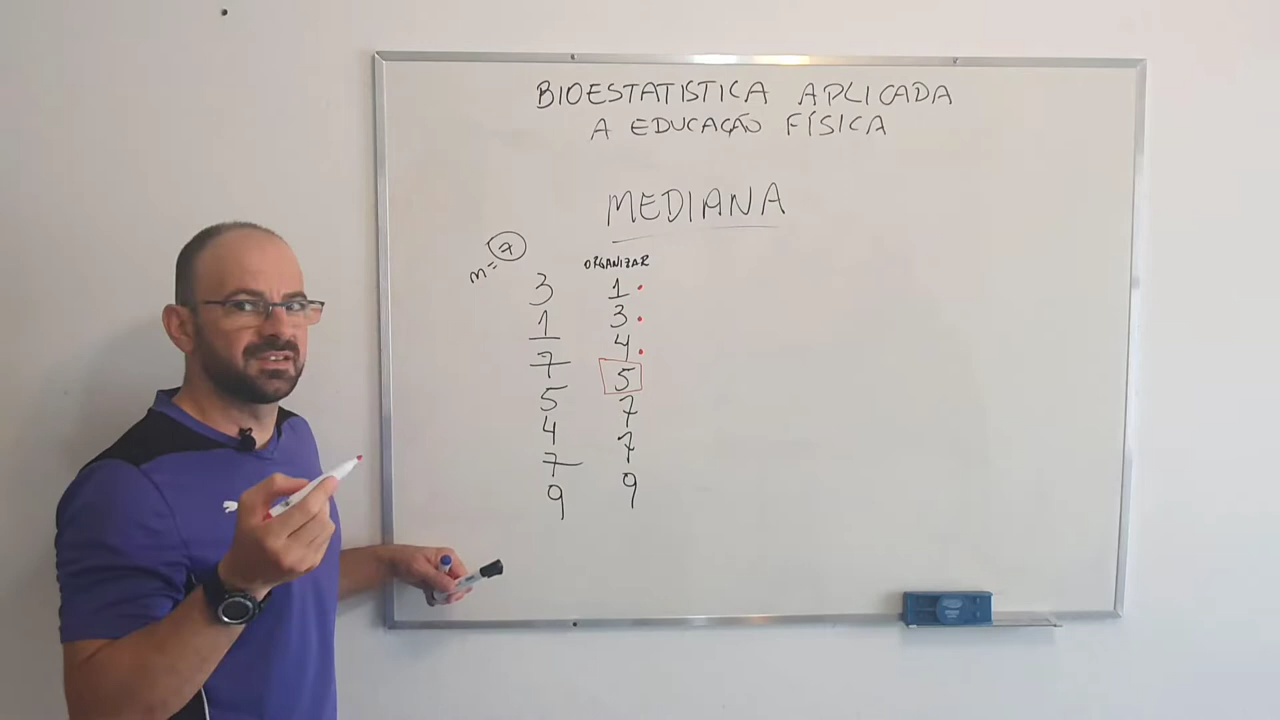 BIOESTATISTICA APLICADA
A EDUCAÇÃO FÍSICA
MEDIANA
m= 7
ORGANIZAR
3 1
1 3
7 4
5 5
4 7
7 7
9 9